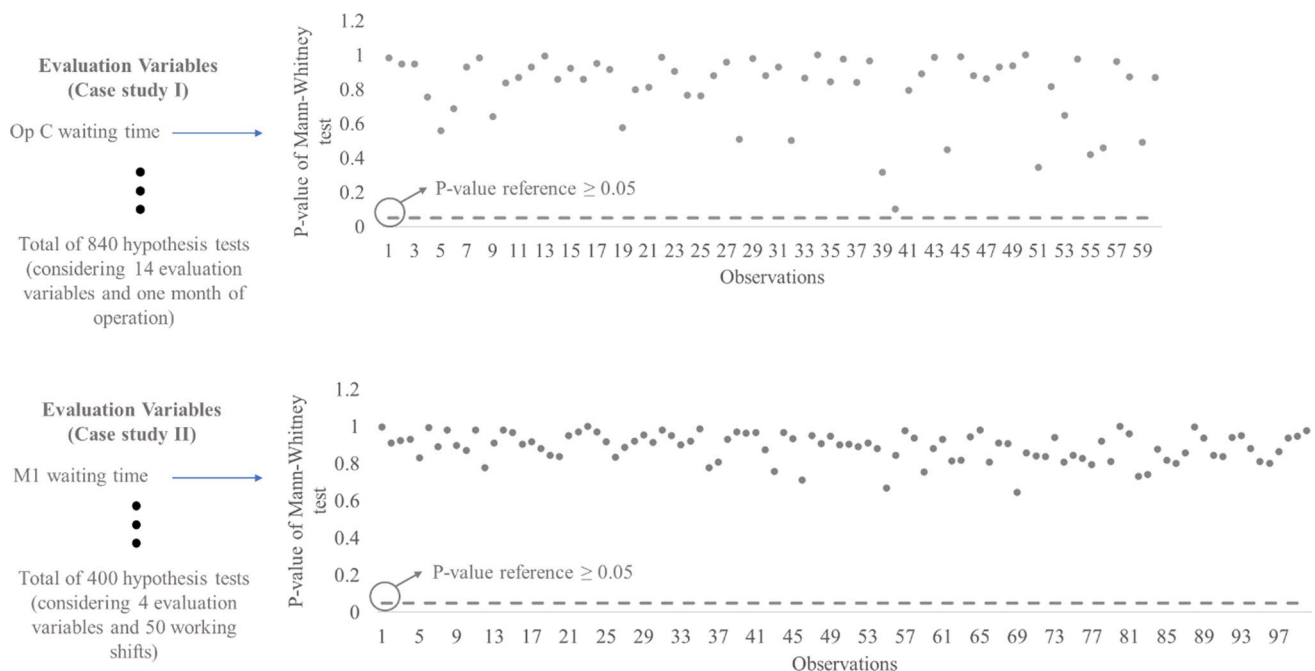 Evaluation Variables
(Case study I)
Op C waiting time
Total of 840 hypothesis tests
(considering 14 evaluation
variables and one month of
operation)
P-value of Mann-Whitney
test
1.2
1
0.8
0.6
0.4
0.2
0
P-value reference ≥ 0.05
1 3 5 7 9 11 13 15 17 19 21 23 25 27 29 31 33 35 37 39 41 43 45 47 49 51 53 55 57 59
Observations
Evaluation Variables
(Case study II)
M1 waiting time
Total of 400 hypothesis tests
(considering 4 evaluation
variables and 50 working
shifts)
P-value of Mann-Whitney
test
1.2
1
0.8
0.6
0.4
0.2
0
P-value reference ≥ 0.05
1 5 9 13 17 21 25 29 33 37 41 45 49 53 57 61 65 69 73 77 81 85 89 93 97
Observations